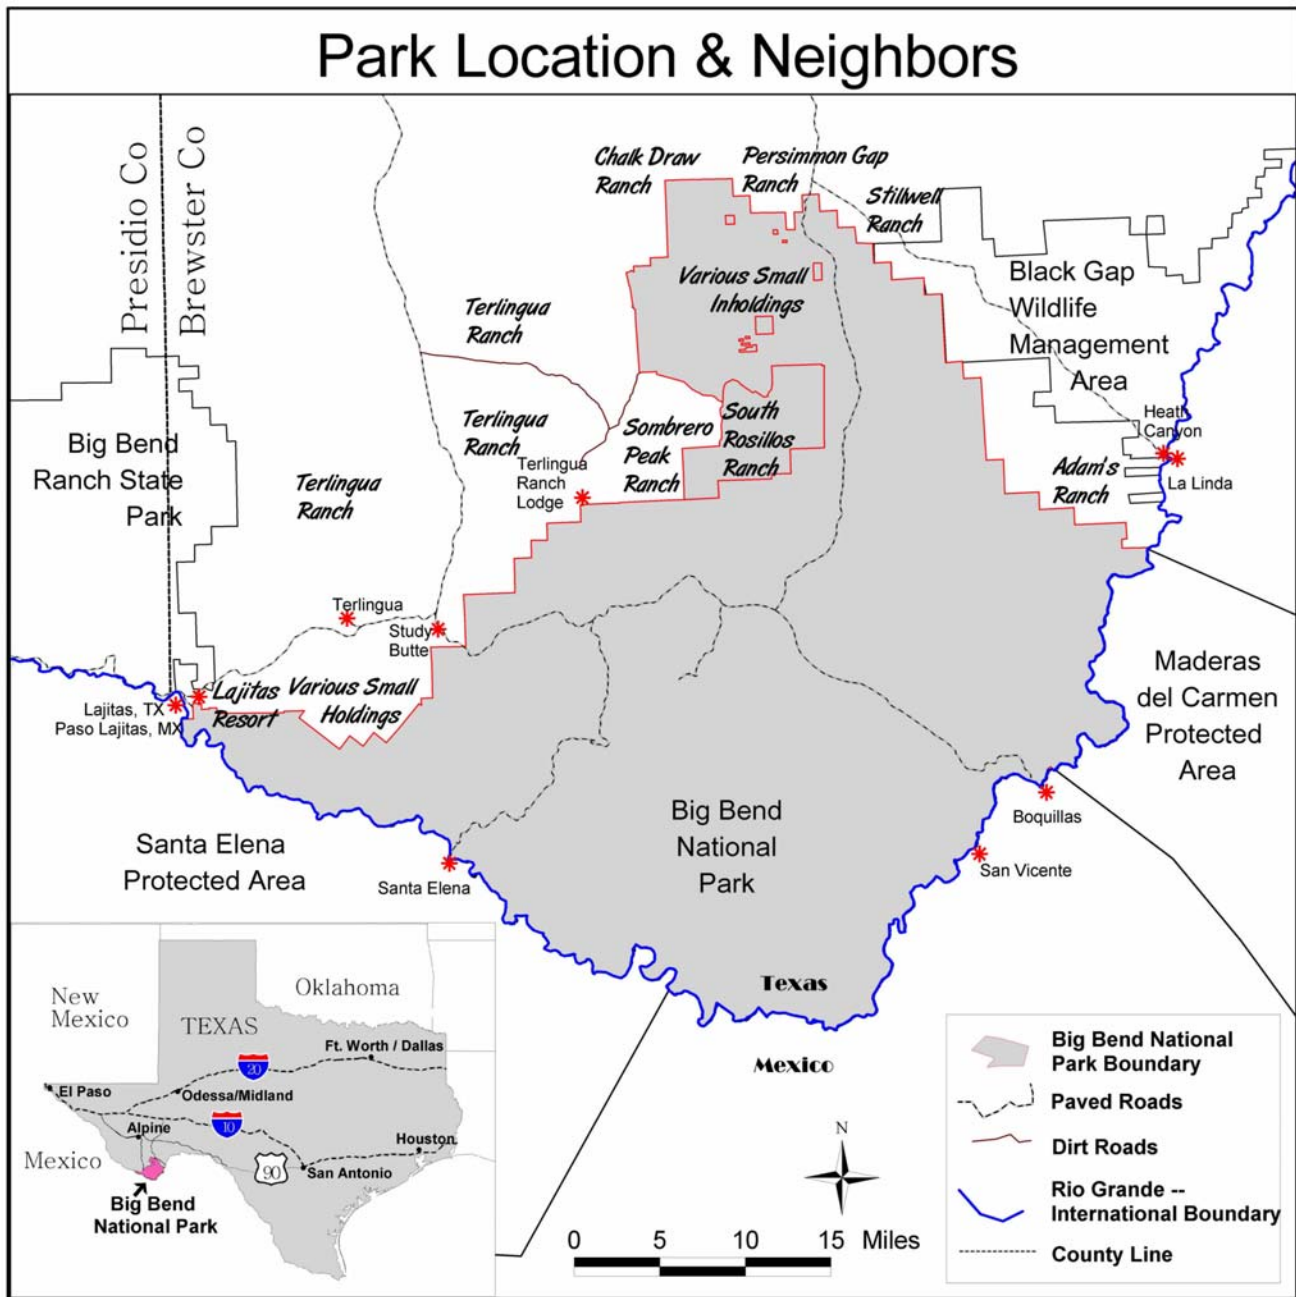 Park Location & Neighbors
Presidio Co
Brewster Co
Chalk Draw
Ranch
Persimmon Gap
Ranch
Stillwell
Ranch
Various Small
Inholdings
Black Gap
Wildlife
Management
Area
Terlingua
Ranch
Terlingua
Ranch
Terlingua
Ranch
Lodge
Sombrero
Peak
Ranch
South
Rosillos
Ranch
Heath
Canyon
La Linda
Adam's
Ranch
Big Bend
Ranch State
Park
Terlingua
Ranch
Terlingua
Study
Butte
Lajitas, TX
Paso Lajitas, MX
Lajitas
Resort
Various Small
Holdings
Maderas
del Carmen
Protected
Area
Big Bend
National
Park
Boquillas
San Vicente
Santa Elena
Protected Area
Santa Elena
Texas
Mexico
New
Mexico
Oklahoma
TEXAS
Ft. Worth / Dallas
20
El Paso
Odessa/Midland
10
Alpine
Houston
Mexico
90
San Antonio
Big Bend
National Park
N
0 5 10 15 Miles
Big Bend National
Park Boundary
Paved Roads
Dirt Roads
Rio Grande --
International Boundary
County Line